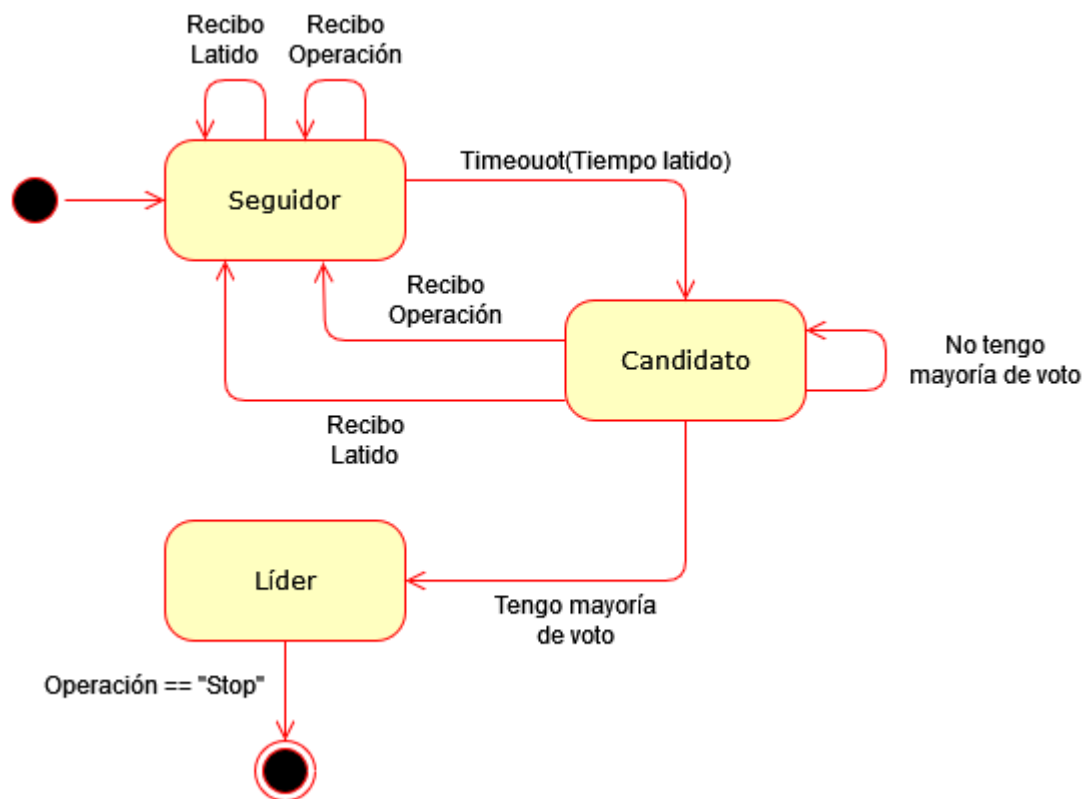 Recibo
Latido
Recibo
Operación
Timeouot(Tiempo latido)
Seguidor
Recibo
Operación
Candidato
No tengo
mayoría de voto
Recibo
Latido
Líder
Tengo mayoría
de voto
Operación == "Stop"